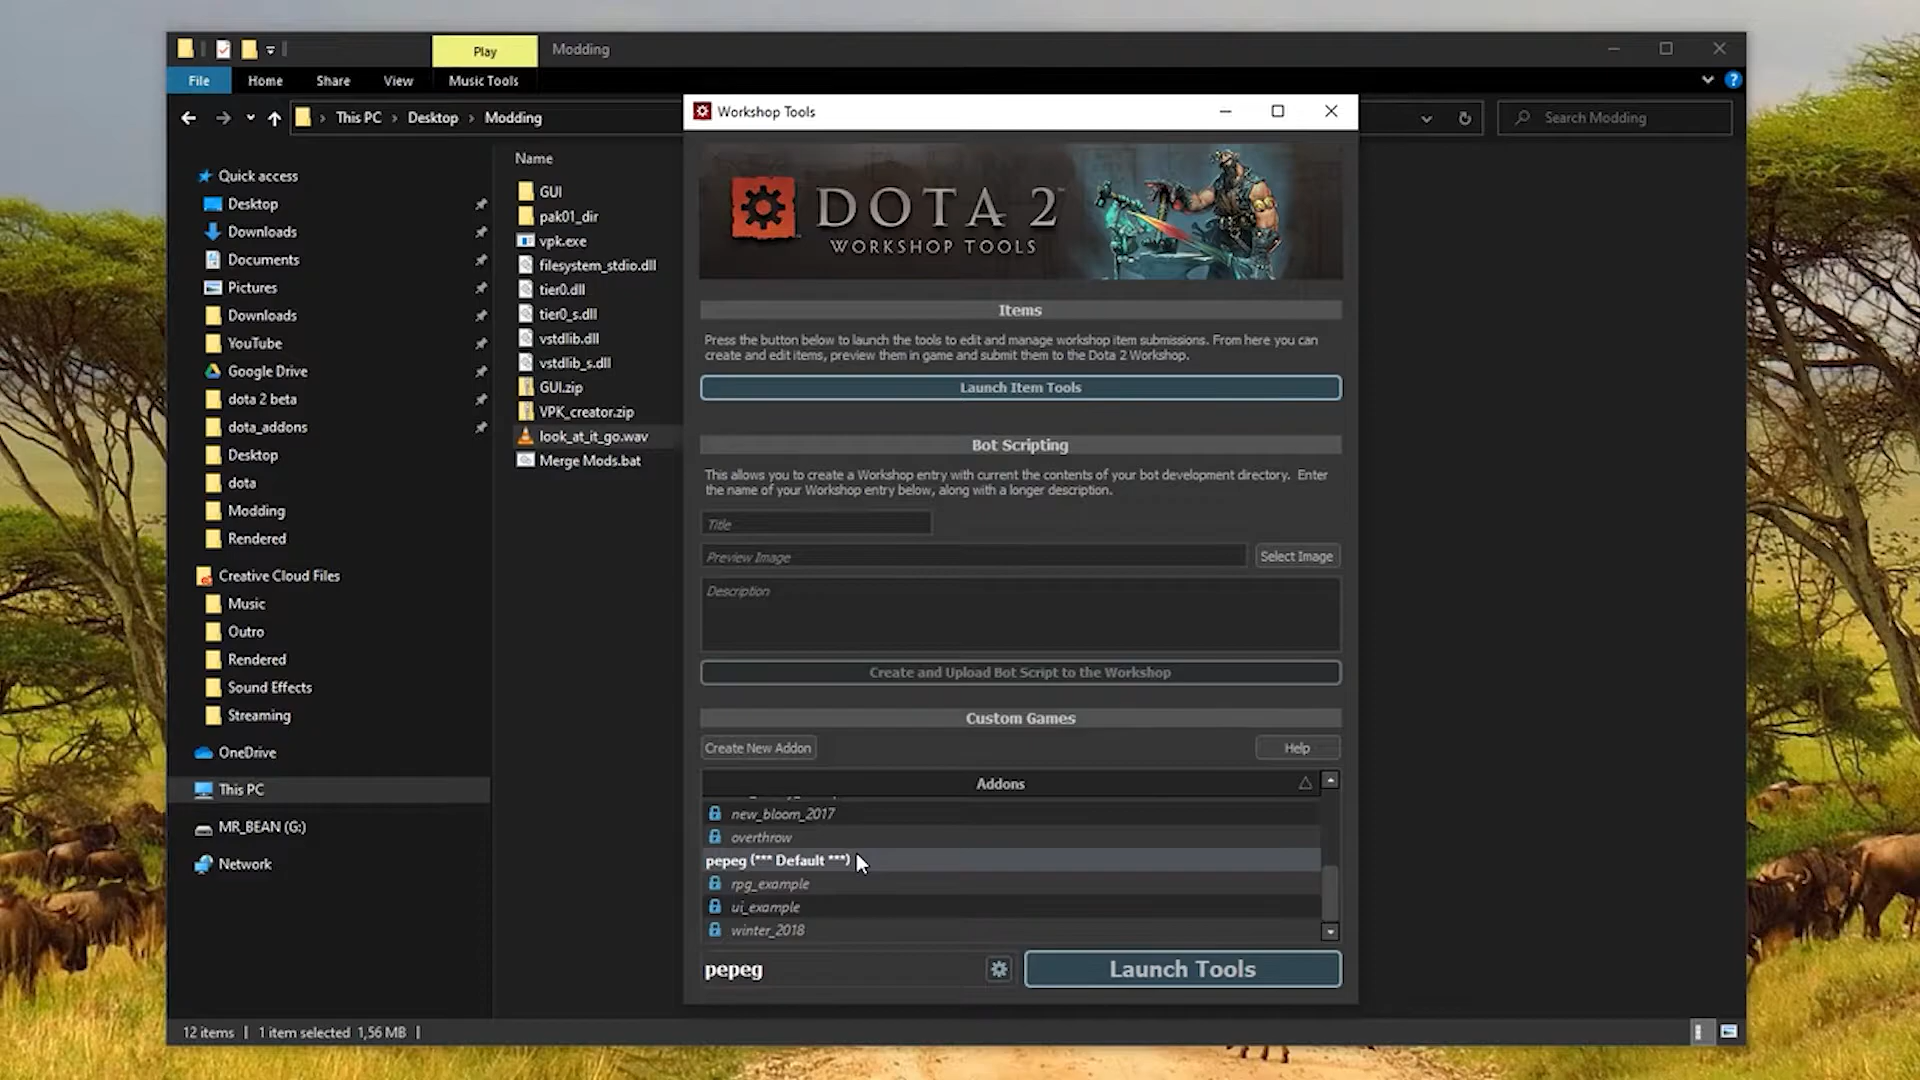 Play
Modding
File
Home
Share
View
Music Tools
This PC
Desktop
Modding
Search Modding
Quick access
Desktop
Downloads
Documents
Pictures
Downloads
YouTube
Google Drive
dota 2 beta
dota_addons
Desktop
dota
Modding
Rendered
Creative Cloud Files
Music
Outro
Rendered
Sound Effects
Streaming
OneDrive
This PC
MR_BEAN (G:)
Network
Name
GUI
pak01_dir
vpk.exe
filesystem_stdio.dll
tier0.dll
tier0_s.dll
vstdlib.dll
vstdlib_s.dll
GUI.zip
VPK_creator.zip
look_at_it_go.wav
Merge Mods.bat
Workshop Tools
DOTA 2™
WORKSHOP TOOLS
Items
Press the button below to launch the tools to edit and manage workshop item submissions. From here you can
create and edit items, preview them in game and submit them to the Dota 2 Workshop.
Launch Item Tools
Bot Scripting
This allows you to create a Workshop entry with current the contents of your bot development directory. Enter
the name of your Workshop entry below, along with a longer description.
Title
Preview Image
Select Image
Description
Create and Upload Bot Script to the Workshop
Custom Games
Create New Addon
Help
Addons
new_bloom_2017
overthrow
pepeg (*** Default ***)
rpg_example
ui_example
winter_2018
pepeg
Launch Tools
12 items
1 item selected 1,56 MB